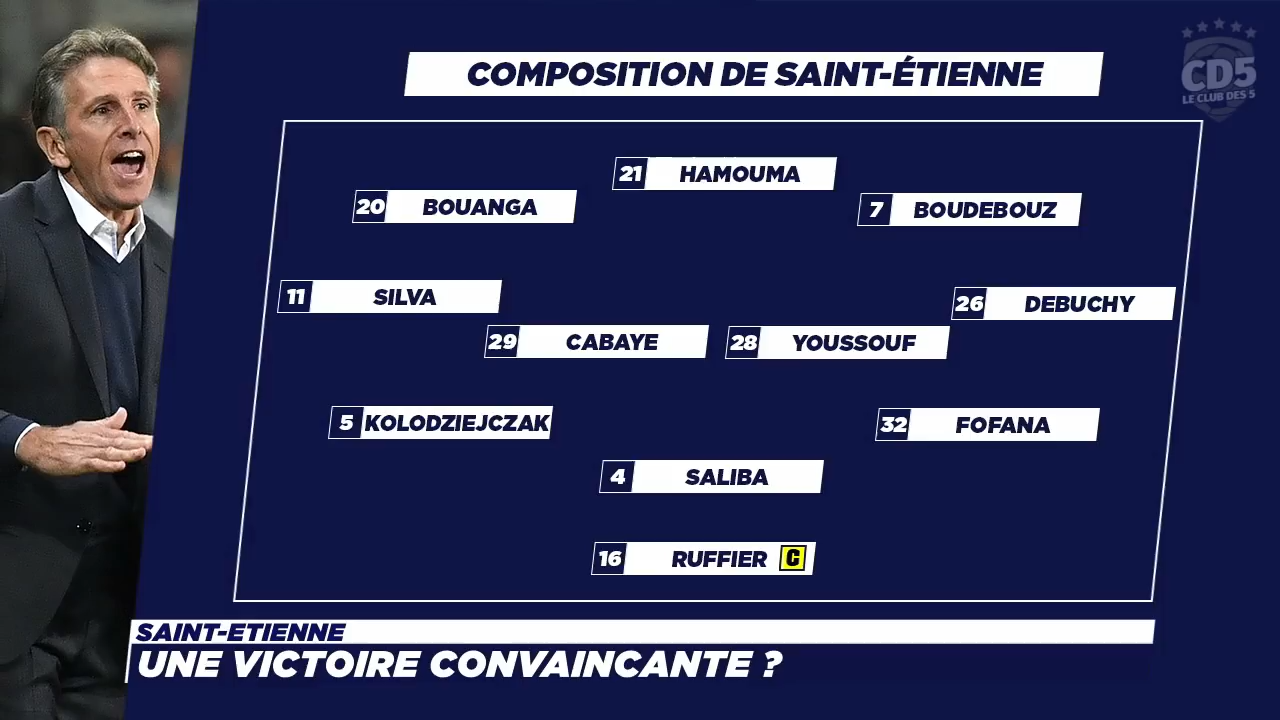 CD5
LE CLUB DES 5
COMPOSITION DE SAINT-ÉTIENNE
21 HAMOUMA
20 BOUANGA
7 BOUDEBOUZ
11 SILVA
26 DEBUCHY
29 CABAYE
28 YOUSSOUF
5 KOLODZIEJCZAK
32 FOFANA
4 SALIBA
16 RUFFIER C
SAINT-ETIENNE
UNE VICTOIRE CONVAINCANTE ?